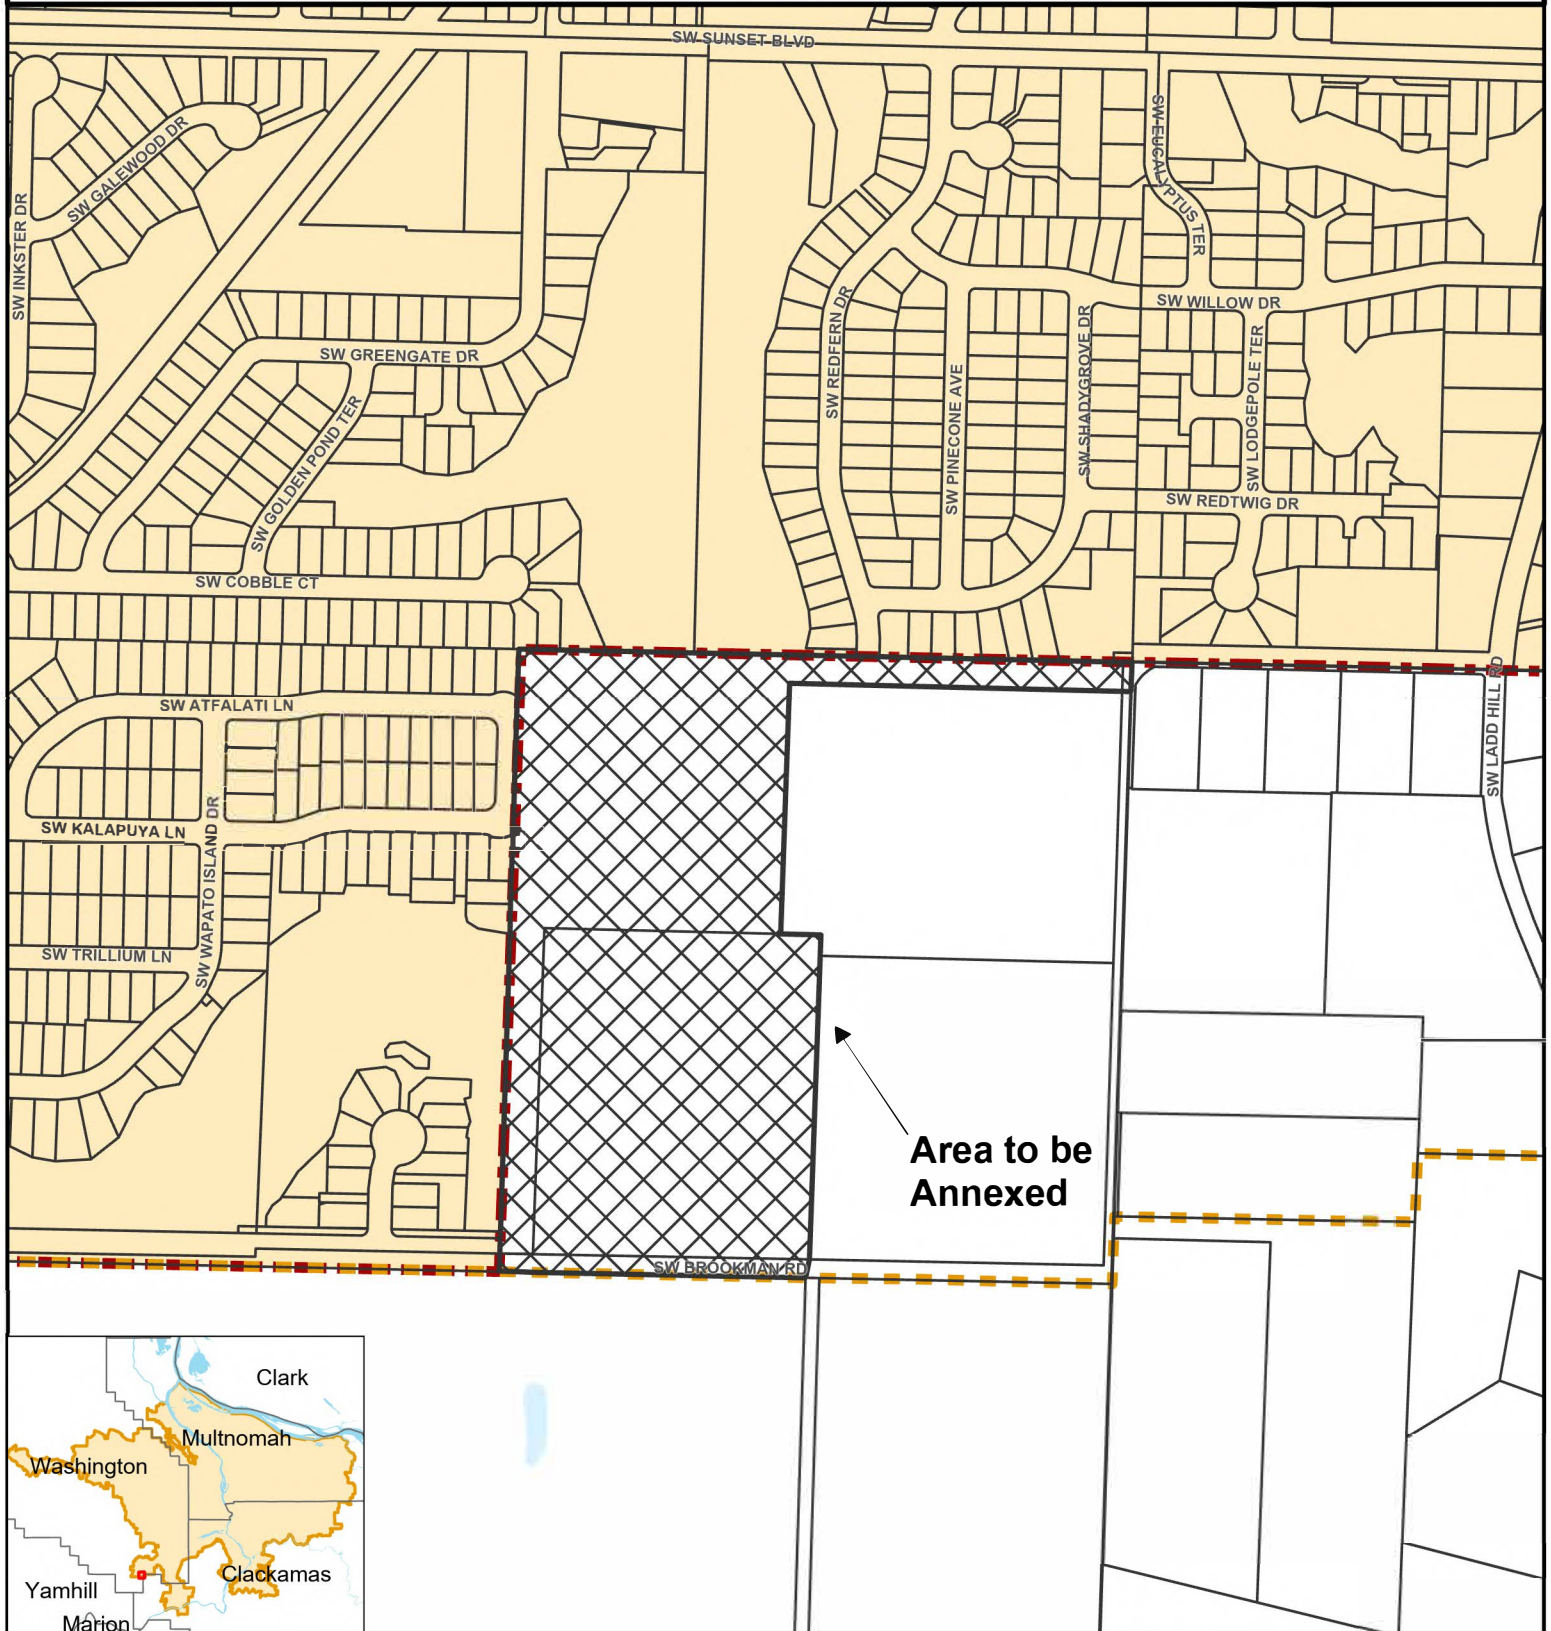 SW SUNSET BLVD
SW EUCALYPTUS TER
SW GALEWOOD DR
SW INKSTER DR
SW REDFERN DR
SW WILLOW DR
SW SHADYGROVE DR
SW LODGEPOLE TER
SW GREENGATE DR
SW PINECONE AVE
SW GOLDEN POND TER
SW REDTWIG DR
SW COBBLE CT
SW LADD HILL RD
SW ATFALATI LN
SW KALAPUYA LN
SW WAPATO ISLAND DR
SW TRILLIUM LN
Area to be
Annexed
SW BROOKMAN RD
Clark
Multnomah
Washington
Clackamas
Yamhill
Marion